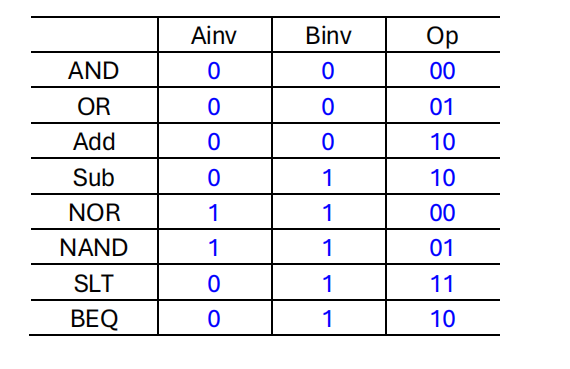 Ainv Binv Op
AND 0 0 00
OR 0 0 01
Add 0 0 10
Sub 0 1 10
NOR 1 1 00
NAND 1 1 01
SLT 0 1 11
BEQ 0 1 10